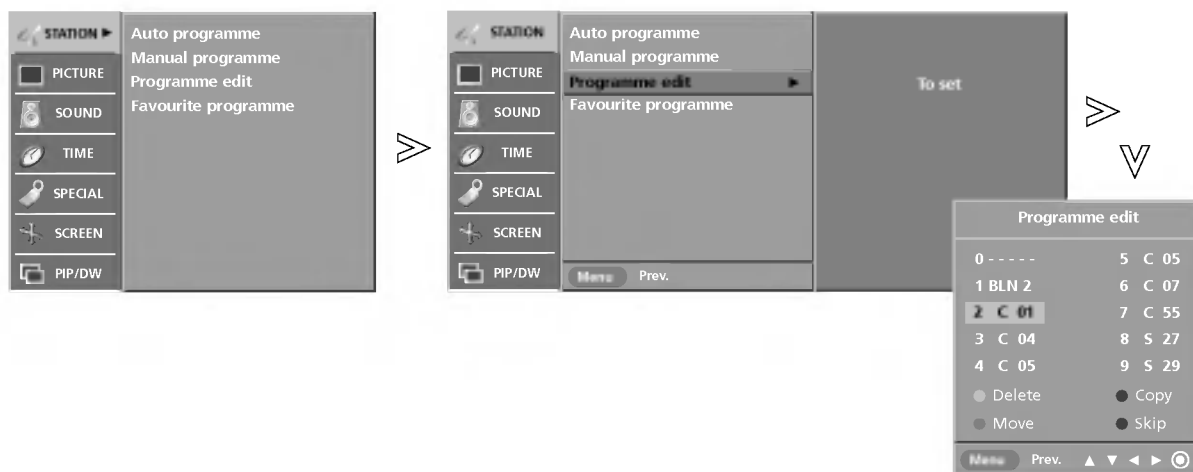 STATION ►
Auto programme
Manual programme
Programme edit
Favourite programme
PICTURE
SOUND
TIME
SPECIAL
SCREEN
PIP/DW
STATION
Auto programme
Manual programme
Programme edit ►
Favourite programme
PICTURE
SOUND
TIME
SPECIAL
SCREEN
PIP/DW
Menu Prev.
To set
Programme edit
0 - - - - -
1 BLN 2
2 C 01
3 C 04
4 C 05
5 C 05
6 C 07
7 C 55
8 S 27
9 S 29
Delete
Copy
Move
Skip
Menu Prev. ▲ ▼ ◄ ►